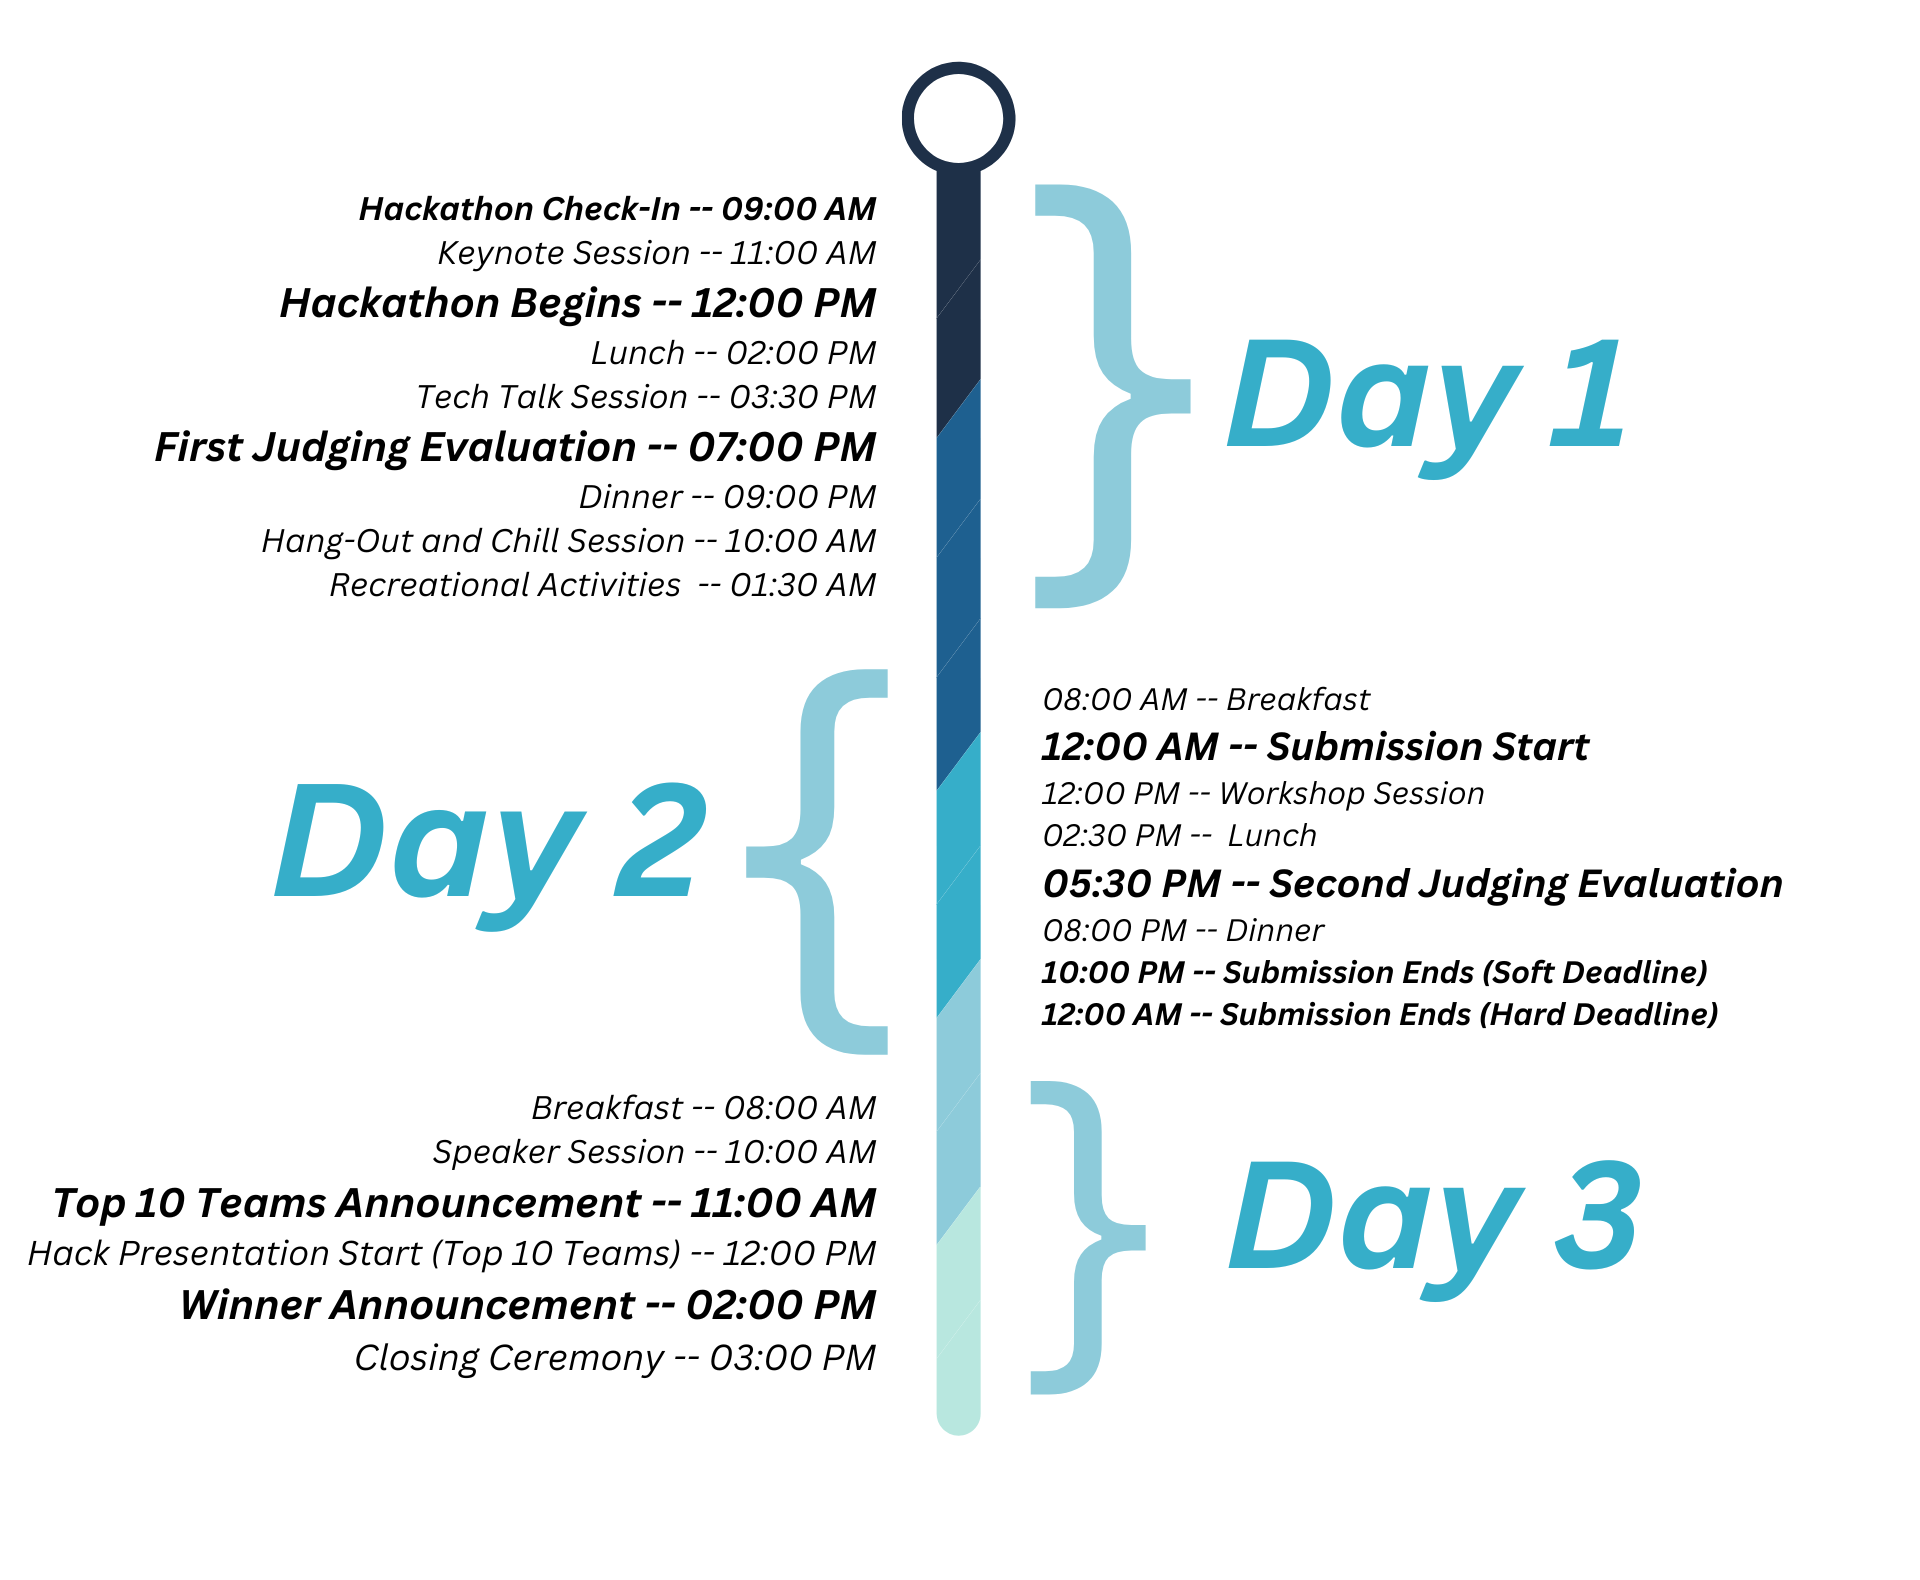 Hackathon Check-In -- 09:00 AM
Keynote Session -- 11:00 AM
Hackathon Begins -- 12:00 PM
Lunch -- 02:00 PM
Tech Talk Session -- 03:30 PM
First Judging Evaluation -- 07:00 PM
Dinner -- 09:00 PM
Hang-Out and Chill Session -- 10:00 AM
Recreational Activities  -- 01:30 AM
Day 1
Day 2
08:00 AM -- Breakfast
12:00 AM -- Submission Start
12:00 PM -- Workshop Session
02:30 PM --  Lunch
05:30 PM -- Second Judging Evaluation
08:00 PM -- Dinner
10:00 PM -- Submission Ends (Soft Deadline)
12:00 AM -- Submission Ends (Hard Deadline)
Breakfast -- 08:00 AM
Speaker Session -- 10:00 AM
Top 10 Teams Announcement -- 11:00 AM
Hack Presentation Start (Top 10 Teams) -- 12:00 PM
Winner Announcement -- 02:00 PM
Closing Ceremony -- 03:00 PM
Day 3